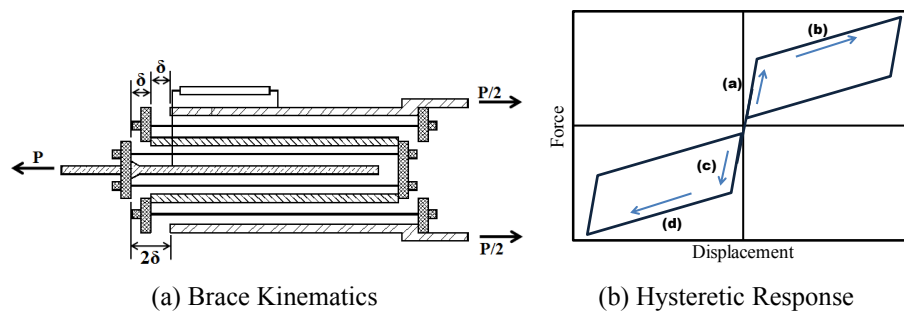 δ δ
P
P/2
P/2
2δ
(a) Brace Kinematics
Force
(a)
(b)
(c)
(d)
Displacement
(b) Hysteretic Response